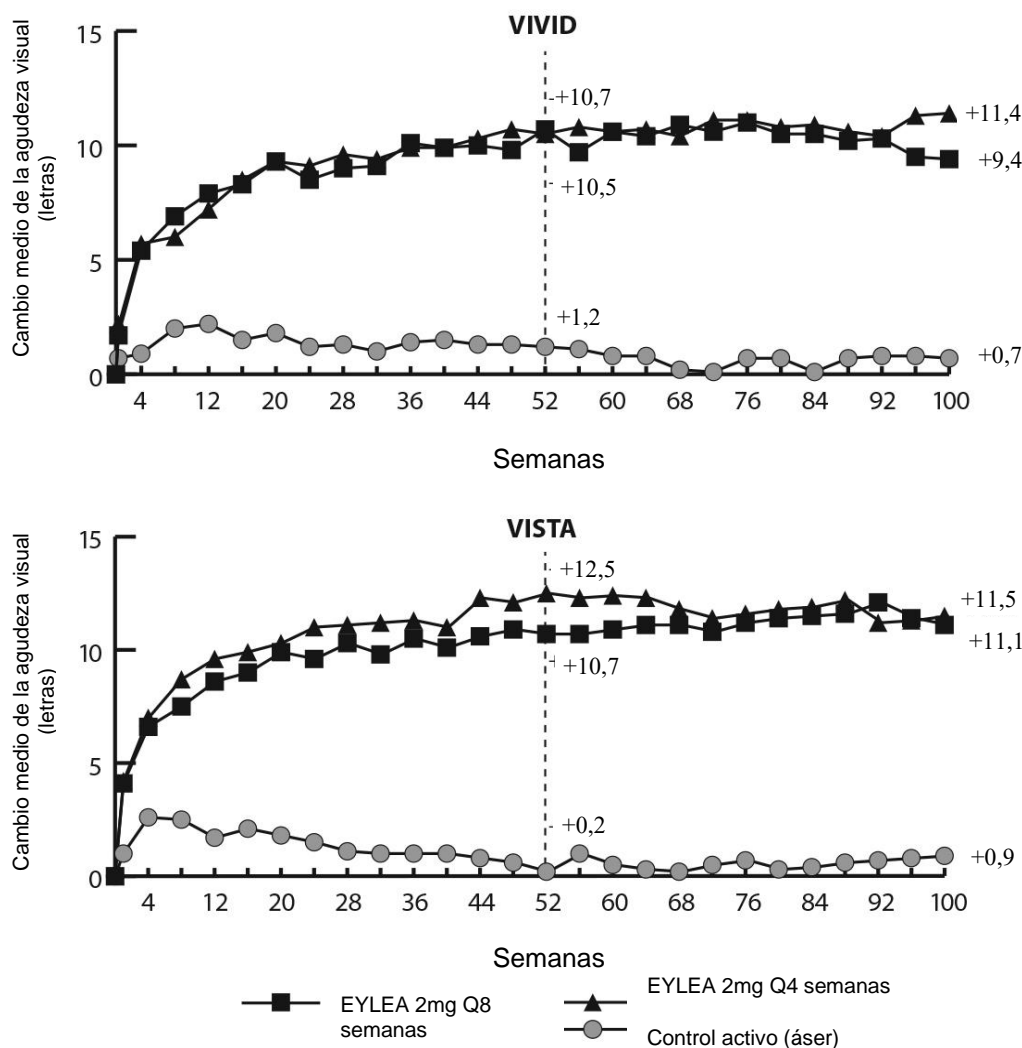 VIVID
Cambio medio de la agudeza visual
(letras)
15
10
5
0
+10,7
+10,5
+1,2
+11,4
+9,4
+0,7
4 12 20 28 36 44 52 60 68 76 84 92 100
Semanas
VISTA
Cambio medio de la agudeza visual
(letras)
15
10
5
0
+12,5
+10,7
+0,2
+11,5
+11,1
+0,9
4 12 20 28 36 44 52 60 68 76 84 92 100
Semanas
EYLEA 2mg Q8
semanas
EYLEA 2mg Q4 semanas
Control activo (áser)